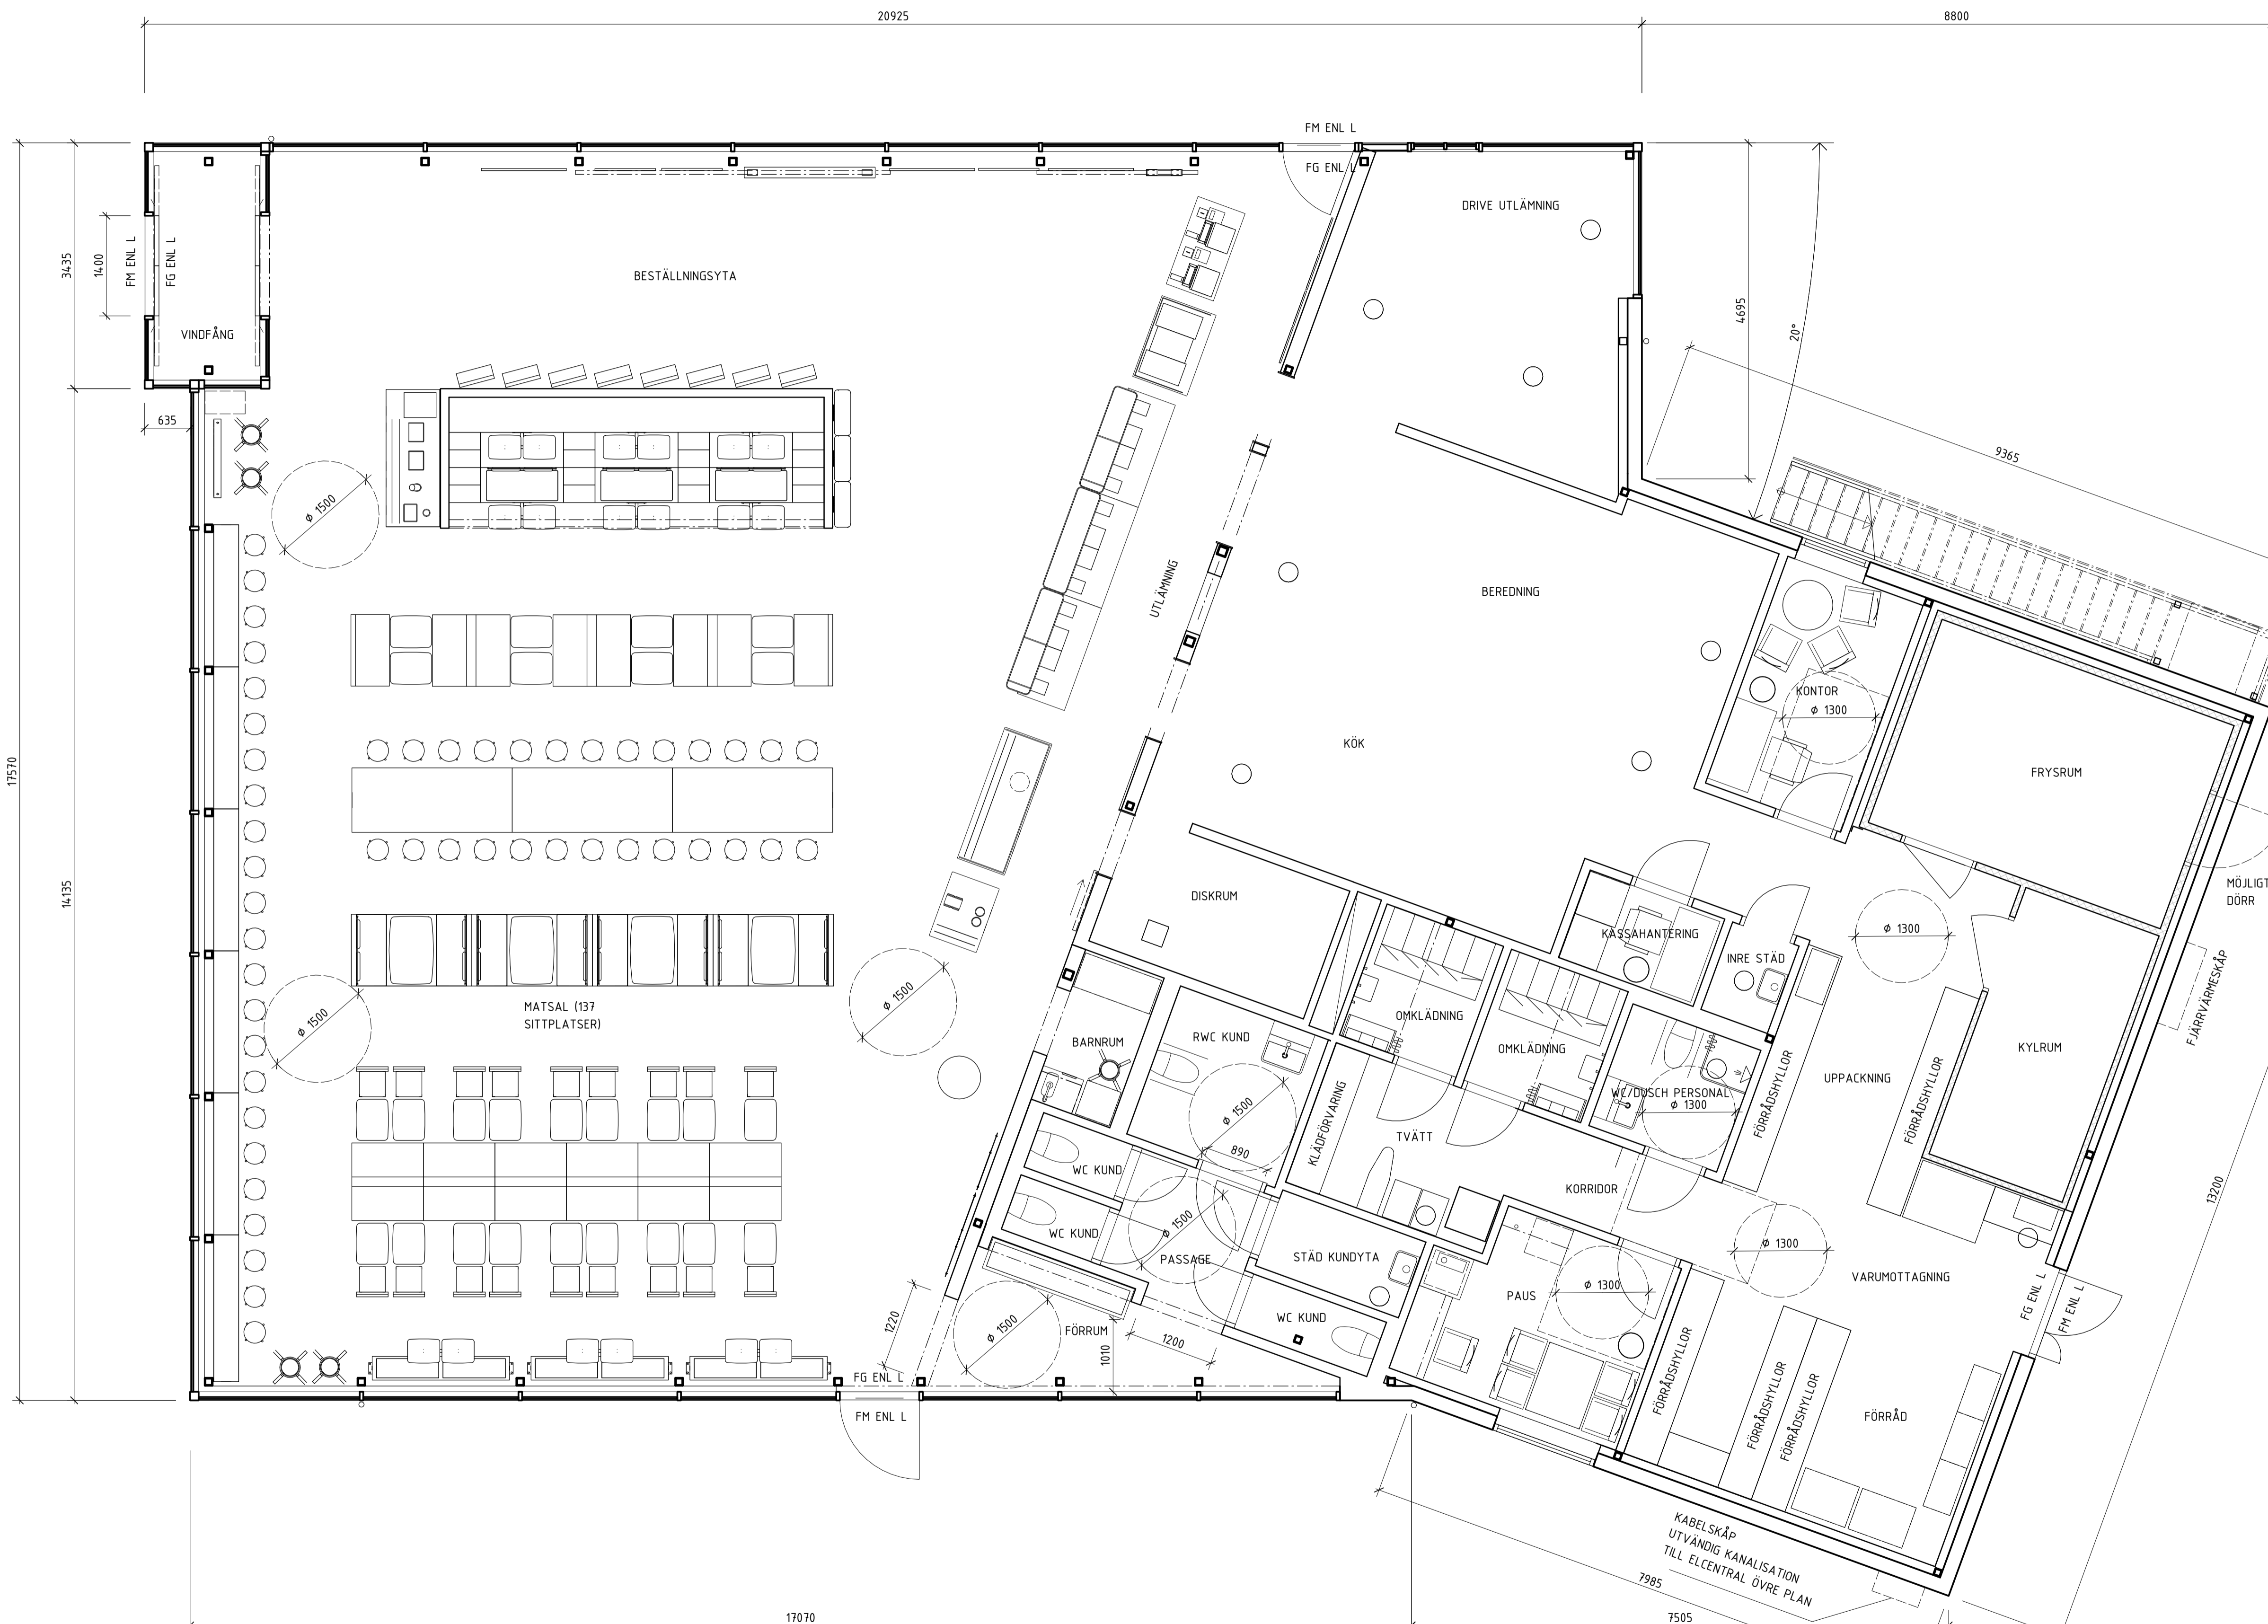 20925
8800
FM ENL L
FG ENL L
DRIVE UTLÄMNING
3435
1400
FM ENL L
FG ENL L
BESTÄLLNINGSYTA
VINDFÅNG
4695
20°
635
9365
ϕ 1500
UTLÄMNING
BEREDNING
KONTOR
ϕ 1300
KÖK
FRYSRUM
17570
14135
MÖJLIGT
DÖRR
DISKRUM
KASSAHANTERING
ϕ 1300
INRE STÄD
FJÄRRVÄRMESKÅP
ϕ 1500
ϕ 1500
MATSAL (137
SITTPLATSER)
OMKLÄDNING
BARNRUM
RWC KUND
OMKLÄDNING
KYLRUM
UPPACKNING
FÖRRÅDSHYLLOR
FÖRRÅDSHYLLOR
WC/DUSCH PERSONAL
ϕ 1300
ϕ 1500
KLÄDFÖRVARING
TVÄTT
890
WC KUND
KORRIDOR
13200
ϕ 1500
WC KUND
PASSAGE
STÄD KUNDYTA
ϕ 1300
VARUMOTTAGNING
PAUS
ϕ 1300
FG ENL L
FM ENL L
1220
ϕ 1500
FÖRRUM
1010
1200
WC KUND
FG ENL L
FM ENL L
FÖRRÅDSHYLLOR
FÖRRÅDSHYLLOR
FÖRRÅDSHYLLOR
FÖRRÅD
KABELSKÅP
UTVÄNDIG KANALISATION
TILL ELCENTRAL ÖVRE PLAN
7985
17070
7505